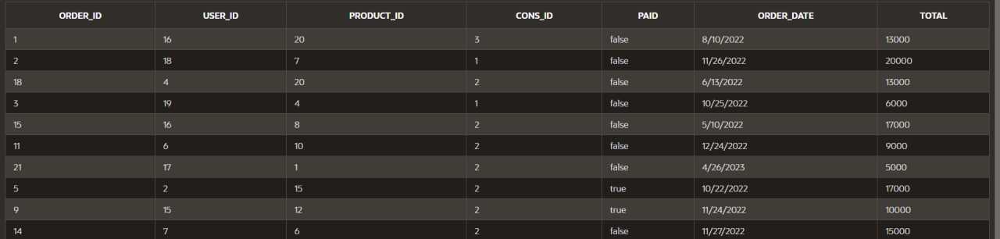 ORDER_ID USER_ID PRODUCT_ID CONS_ID PAID ORDER_DATE TOTAL
1 16 20 3 false 8/10/2022 13000
2 18 7 1 false 11/26/2022 20000
18 4 20 2 false 6/13/2022 13000
3 19 4 1 false 10/25/2022 6000
15 16 8 2 false 5/10/2022 17000
11 6 10 2 false 12/24/2022 9000
21 17 1 2 false 4/26/2023 5000
5 2 15 2 true 10/22/2022 17000
9 15 12 2 true 11/24/2022 10000
14 7 6 2 false 11/27/2022 15000